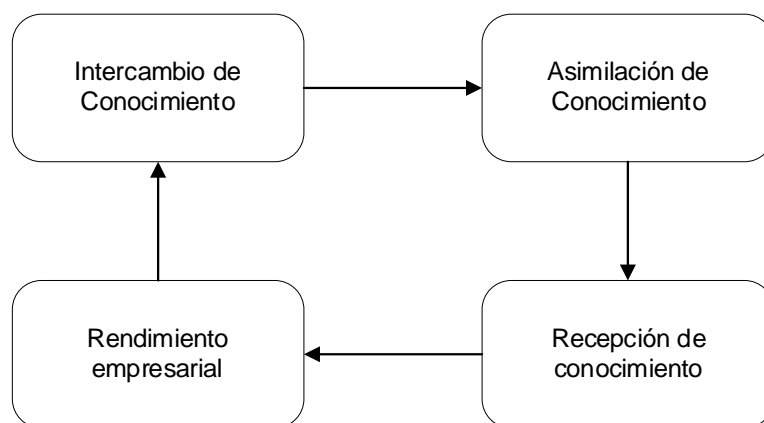 Intercambio de
Conocimiento
Asimilación de
Conocimiento
Rendimiento
empresarial
Recepción de
conocimiento